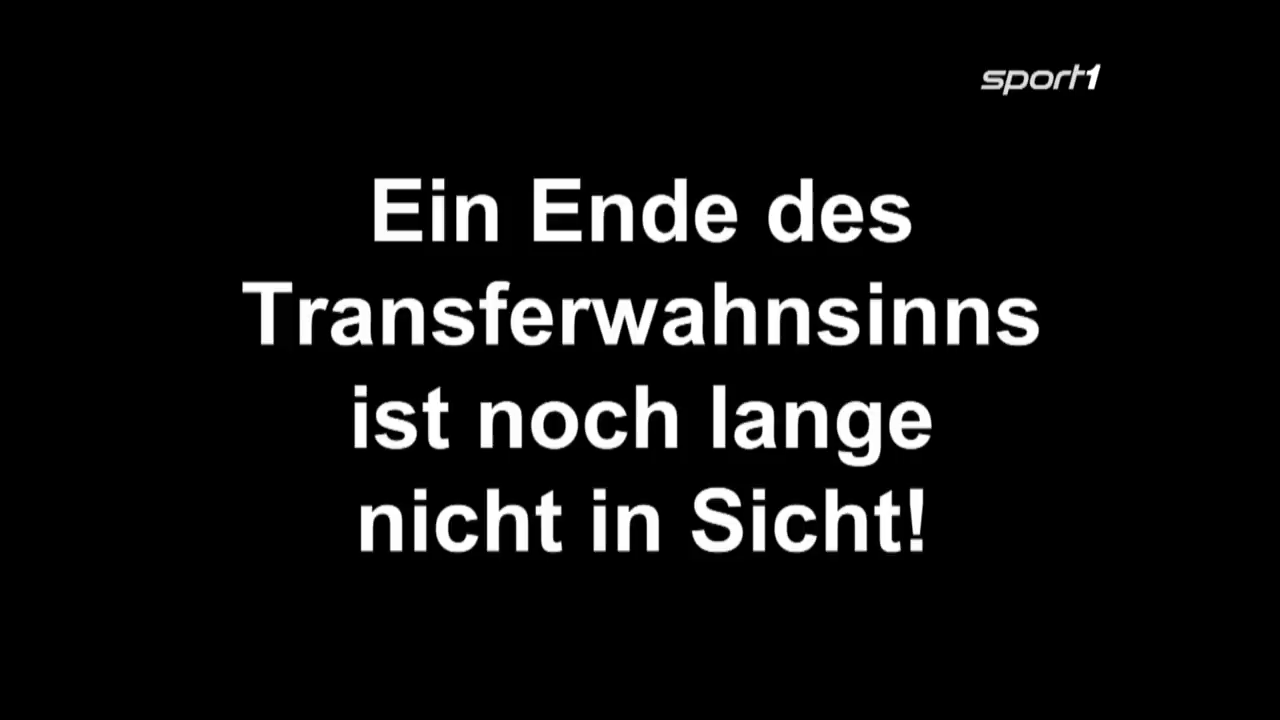 sport1
Ein Ende des
Transferwahnsinns
ist noch lange
nicht in Sicht!